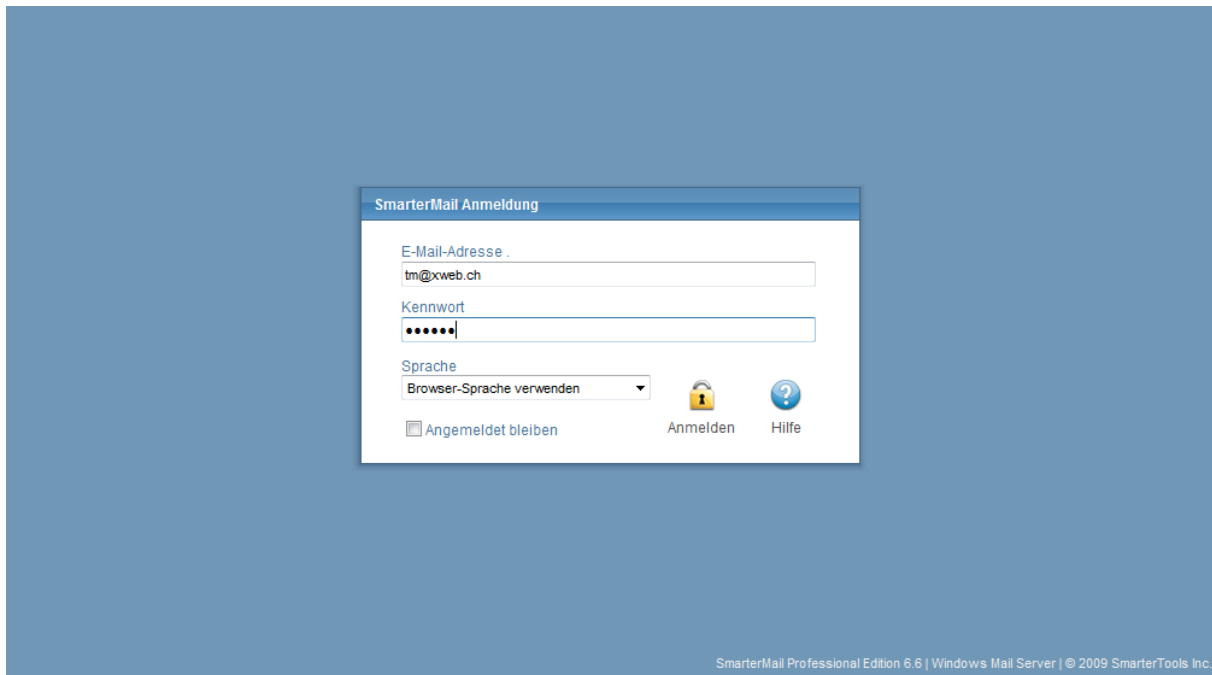 SmarterMail Anmeldung
E-Mail-Adresse .
tm@xweb.ch
Kennwort
••••••
Sprache
Browser-Sprache verwenden
Angemeldet bleiben
Anmelden
Hilfe
SmarterMail Professional Edition 6.6 | Windows Mail Server | © 2009 SmarterTools Inc.